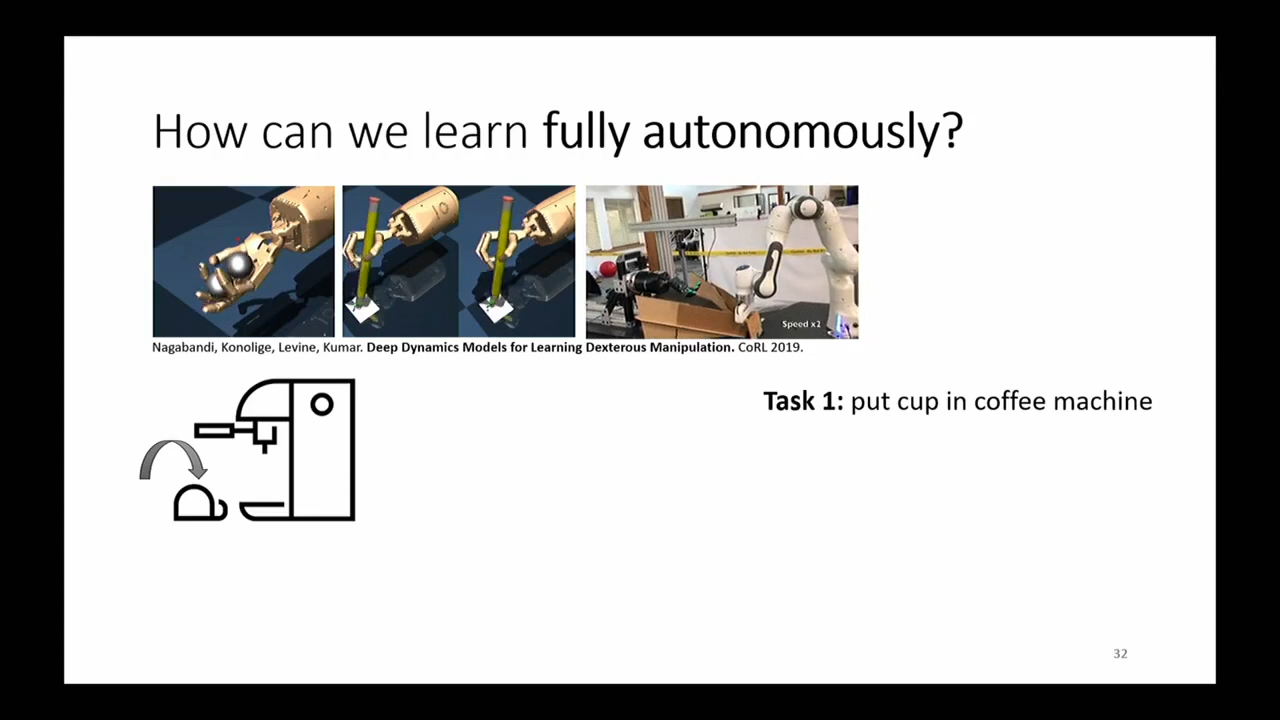 How can we learn fully autonomously?
Speed x2
Nagabandi, Konolige, Levine, Kumar. Deep Dynamics Models for Learning Dexterous Manipulation. CoRL 2019.
Task 1: put cup in coffee machine
32